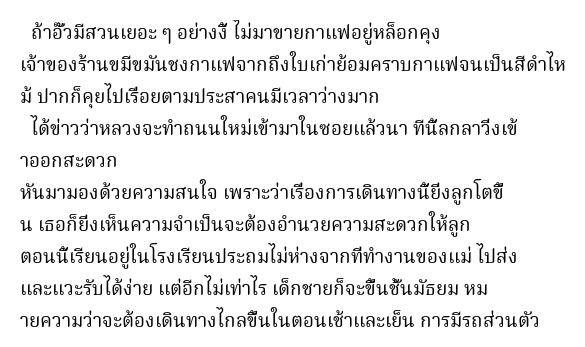 ถ้าอั๊วมีสวนเยอะ ๆ อย่างงี้ ไม่มาขายกาแฟอยู่หล็อกคุง
เจ้าของร้านขมีขมันชงกาแฟจากถึงใบเก่าย้อมคราบกาแฟจนเป็นสีดำไห
ม้ ปากก็คุยไปเรื่อยตามประสาคนมีเวลาว่างมาก
ได้ข่าวว่าหลวงจะทำถนนใหม่เข้ามาในซอยแล้วนา ทีนี้ลกลาวิ่งเข้
าออกสะดวก
หันมามองด้วยความสนใจ เพราะว่าเรื่องการเดินทางนี้ยิ่งลูกโตขึ้
น เธอก็ยิ่งเห็นความจำเป็นจะต้องอำนวยความสะดวกให้ลูก
ตอนนี้เรียนอยู่ในโรงเรียนประถมไม่ห่างจากที่ทำงานของแม่ ไปส่ง
และแวะรับได้ง่าย แต่อีกไม่เท่าไร เด็กชายก็จะขึ้นชั้นมัธยม หม
ายความว่าจะต้องเดินทางไกลขึ้นในตอนเช้าและเย็น การมีรถส่วนตัว